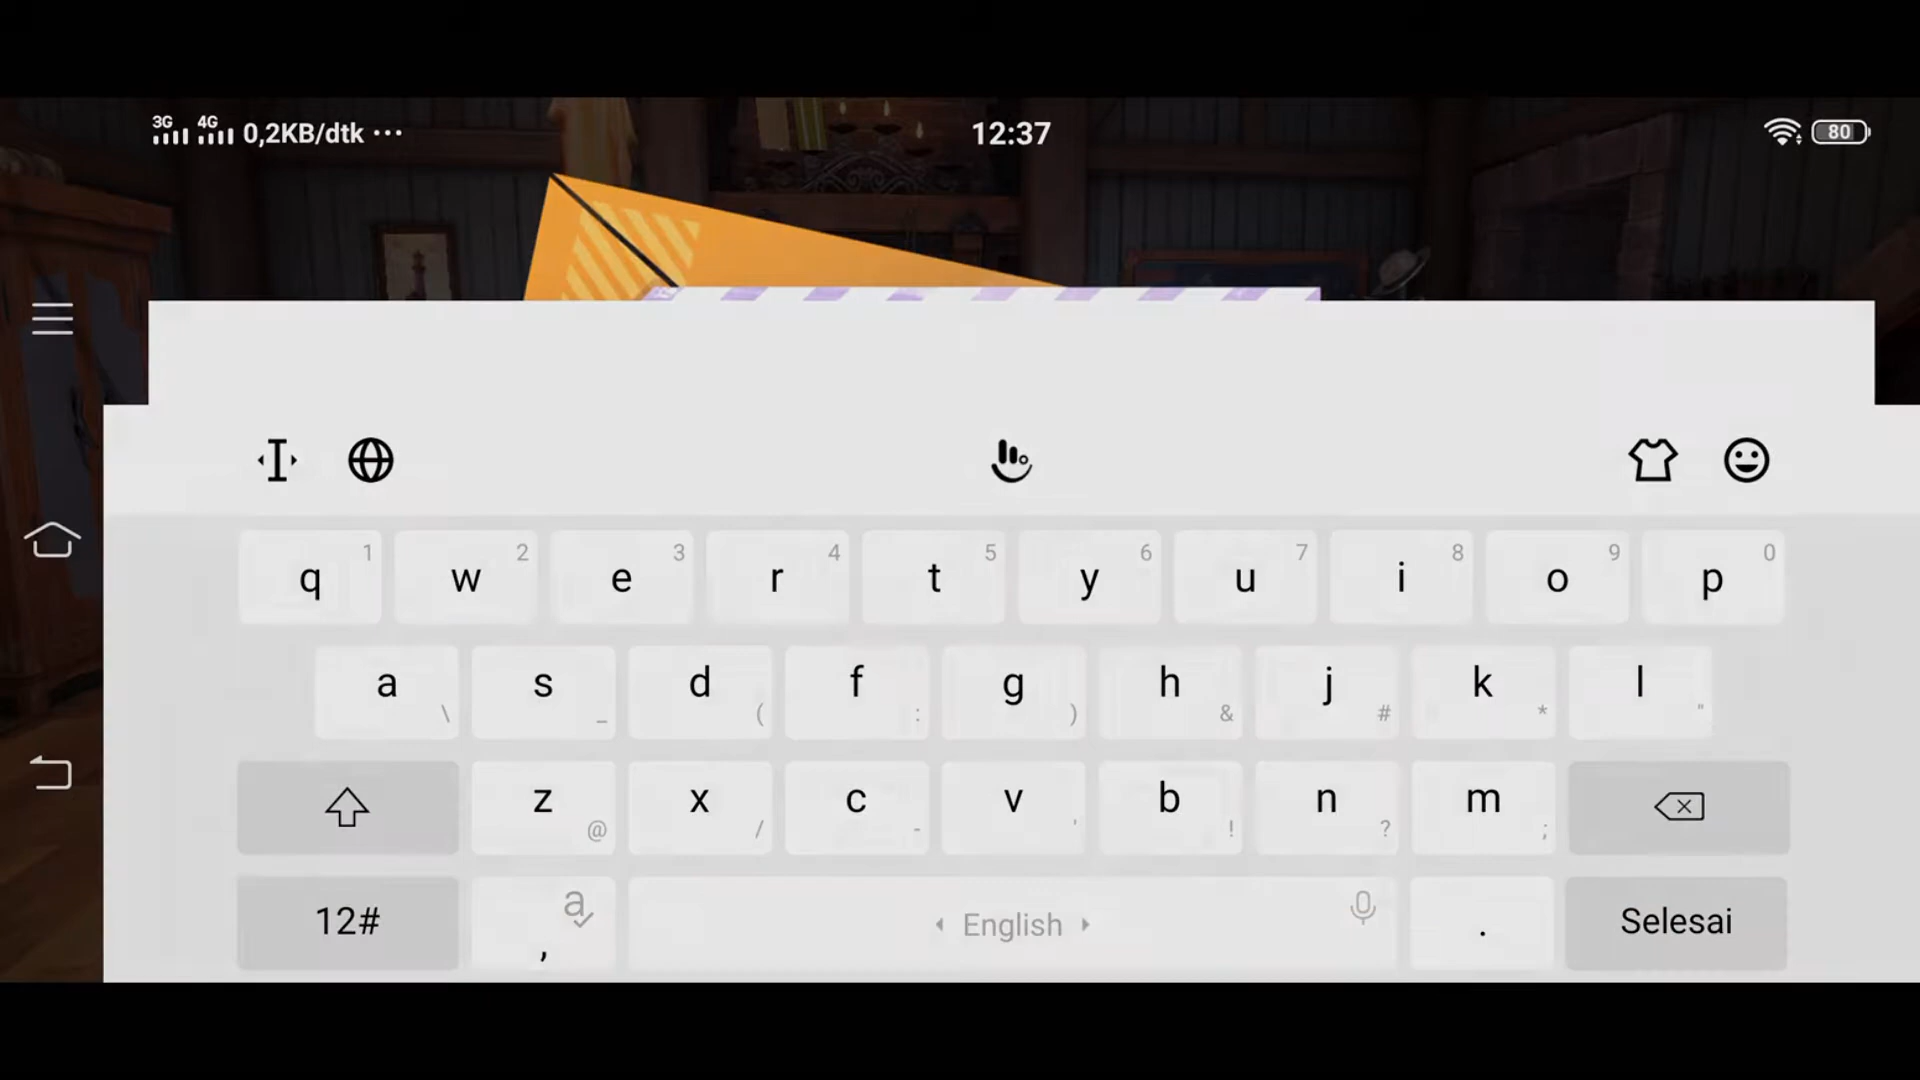 3G 4G 0,2KB/dtk ... 12:37 80
q 1 w 2 e 3 r 4 t 5 y 6 u 7 i 8 o 9 p 0
a \ s _ d ( f : g ) h & j # k * l "
z @ x / c - v ' b ! n ? m ;
12# , a English . Selesai